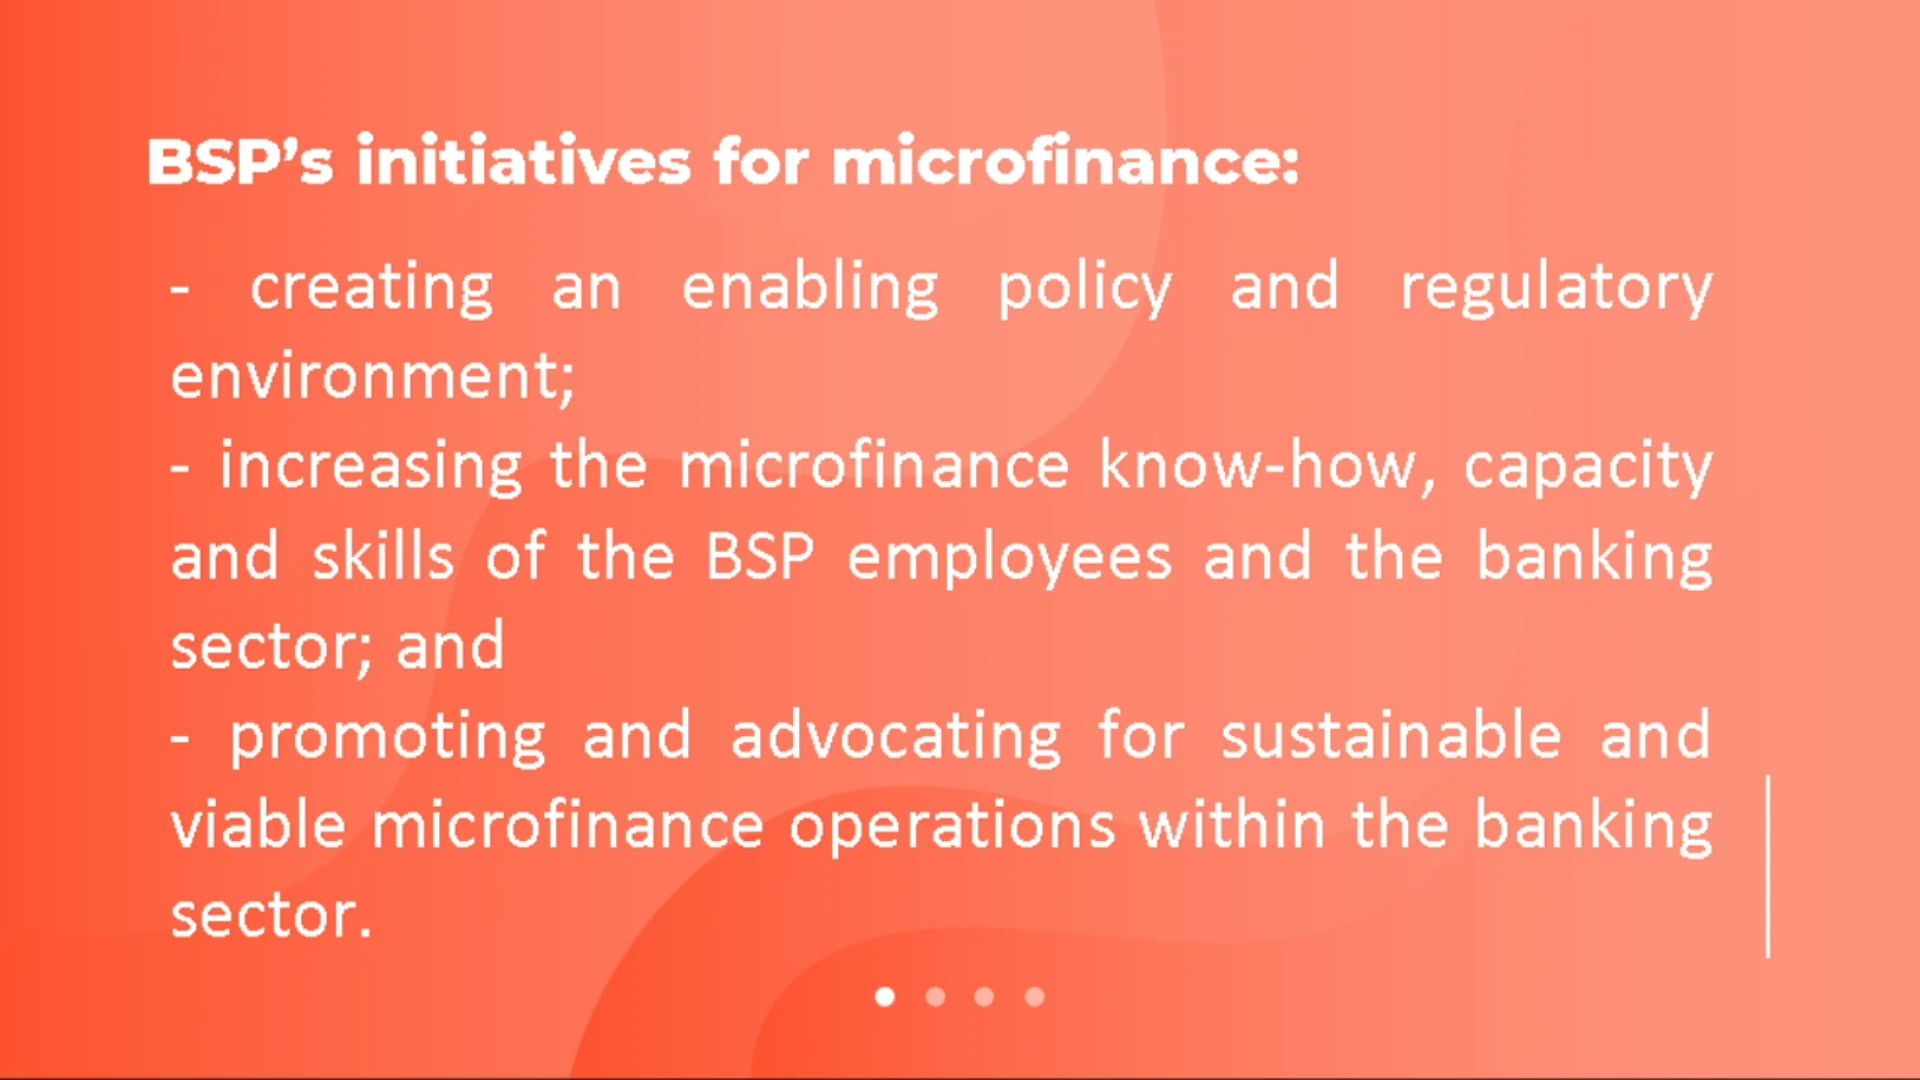 BSP's initiatives for microfinance:
- creating an enabling policy and regulatory
environment;
- increasing the microfinance know-how, capacity
and skills of the BSP employees and the banking
sector; and
- promoting and advocating for sustainable and
viable microfinance operations within the banking
sector.